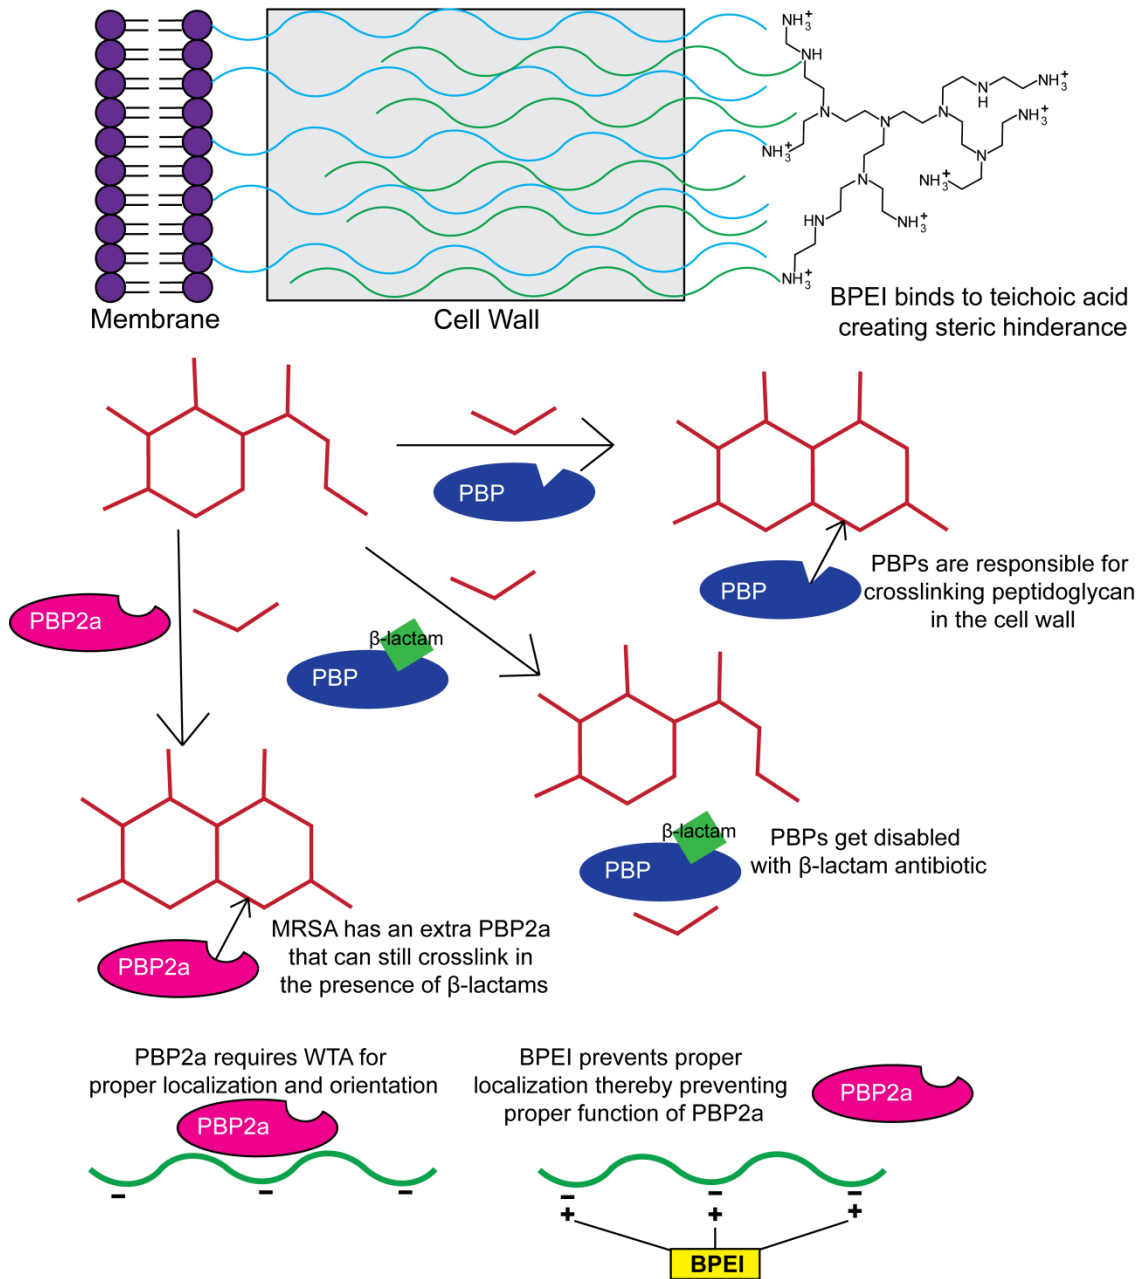 NH3+
NH
N
N
N
N
H
NH3+
NH3+
N
NH3+
NH3+
N
HN
NH3+
NH3+
Membrane
Cell Wall
BPEI binds to teichoic acid
creating steric hinderance
PBP
PBP
PBPs are responsible for
crosslinking peptidoglycan
in the cell wall
PBP2a
β-lactam
PBP
β-lactam
PBP
PBPs get disabled
with β-lactam antibiotic
PBP2a
MRSA has an extra PBP2a
that can still crosslink in
the presence of β-lactams
PBP2a requires WTA for
proper localization and orientation
PBP2a
BPEI prevents proper
localization thereby preventing
proper function of PBP2a
PBP2a
− − −
− − −
+ + +
BPEI